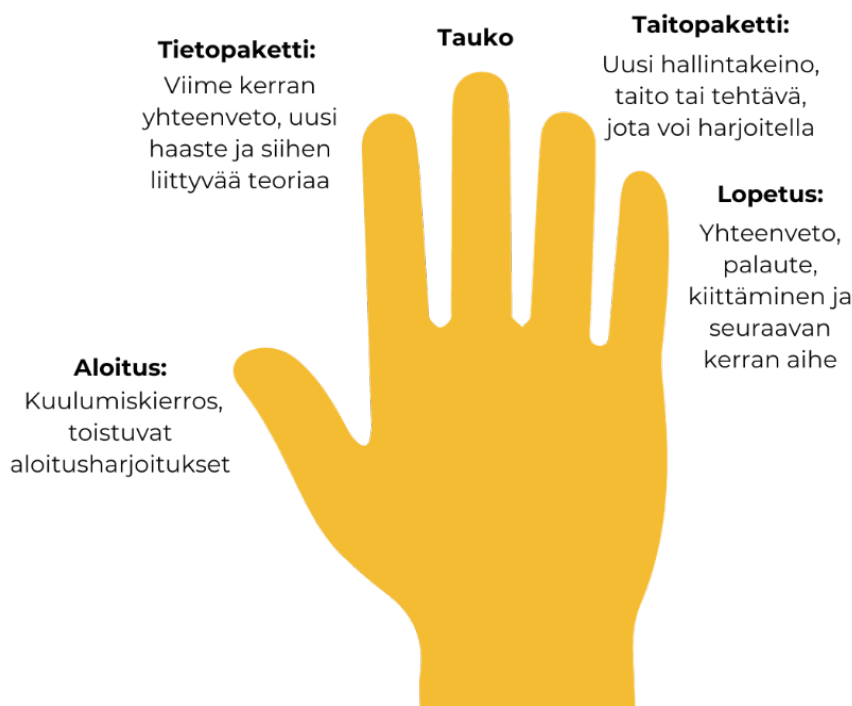 Aloitus:
Kuulumiskierros,
toistuvat
aloitusharjoitukset
Tietopaketti:
Viime kerran
yhteenveto, uusi
haaste ja siihen
liittyvää teoriaa
Tauko
Taitopaketti:
Uusi hallintakeino,
taito tai tehtävä,
jota voi harjoitella
Lopetus:
Yhteenveto,
palaute,
kiittäminen ja
seuraavan
kerran aihe